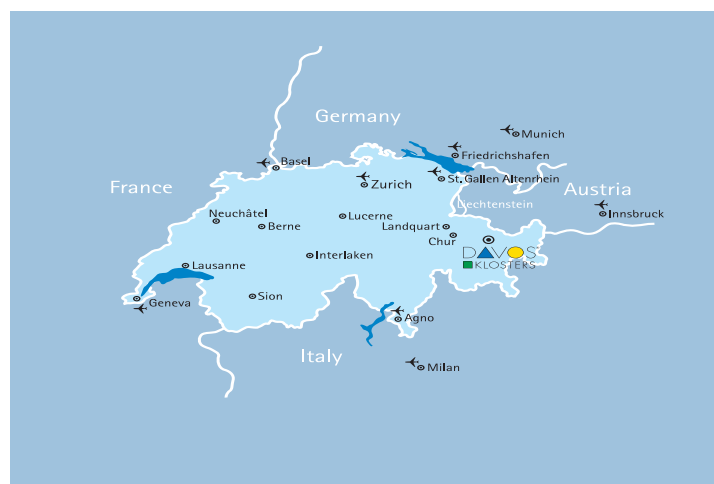 Germany
Munich
Friedrichshafen
Basel
St. Gallen Altenrhein
Zurich
France
Austria
Liechtenstein
Innsbruck
Neuchâtel
Lucerne
Berne
Landquart
Chur
DAVOS
KLOSTERS
Interlaken
Lausanne
Sion
Geneva
Agno
Italy
Milan